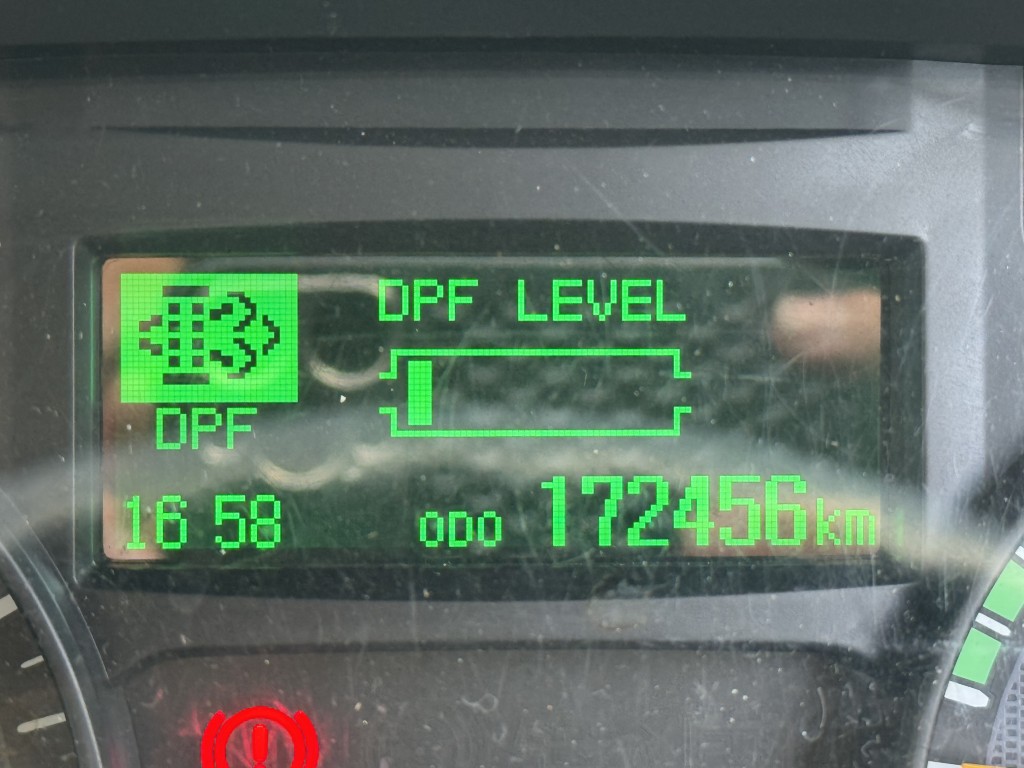 DPF LEVEL
DPF
16 58
ODO 172456km